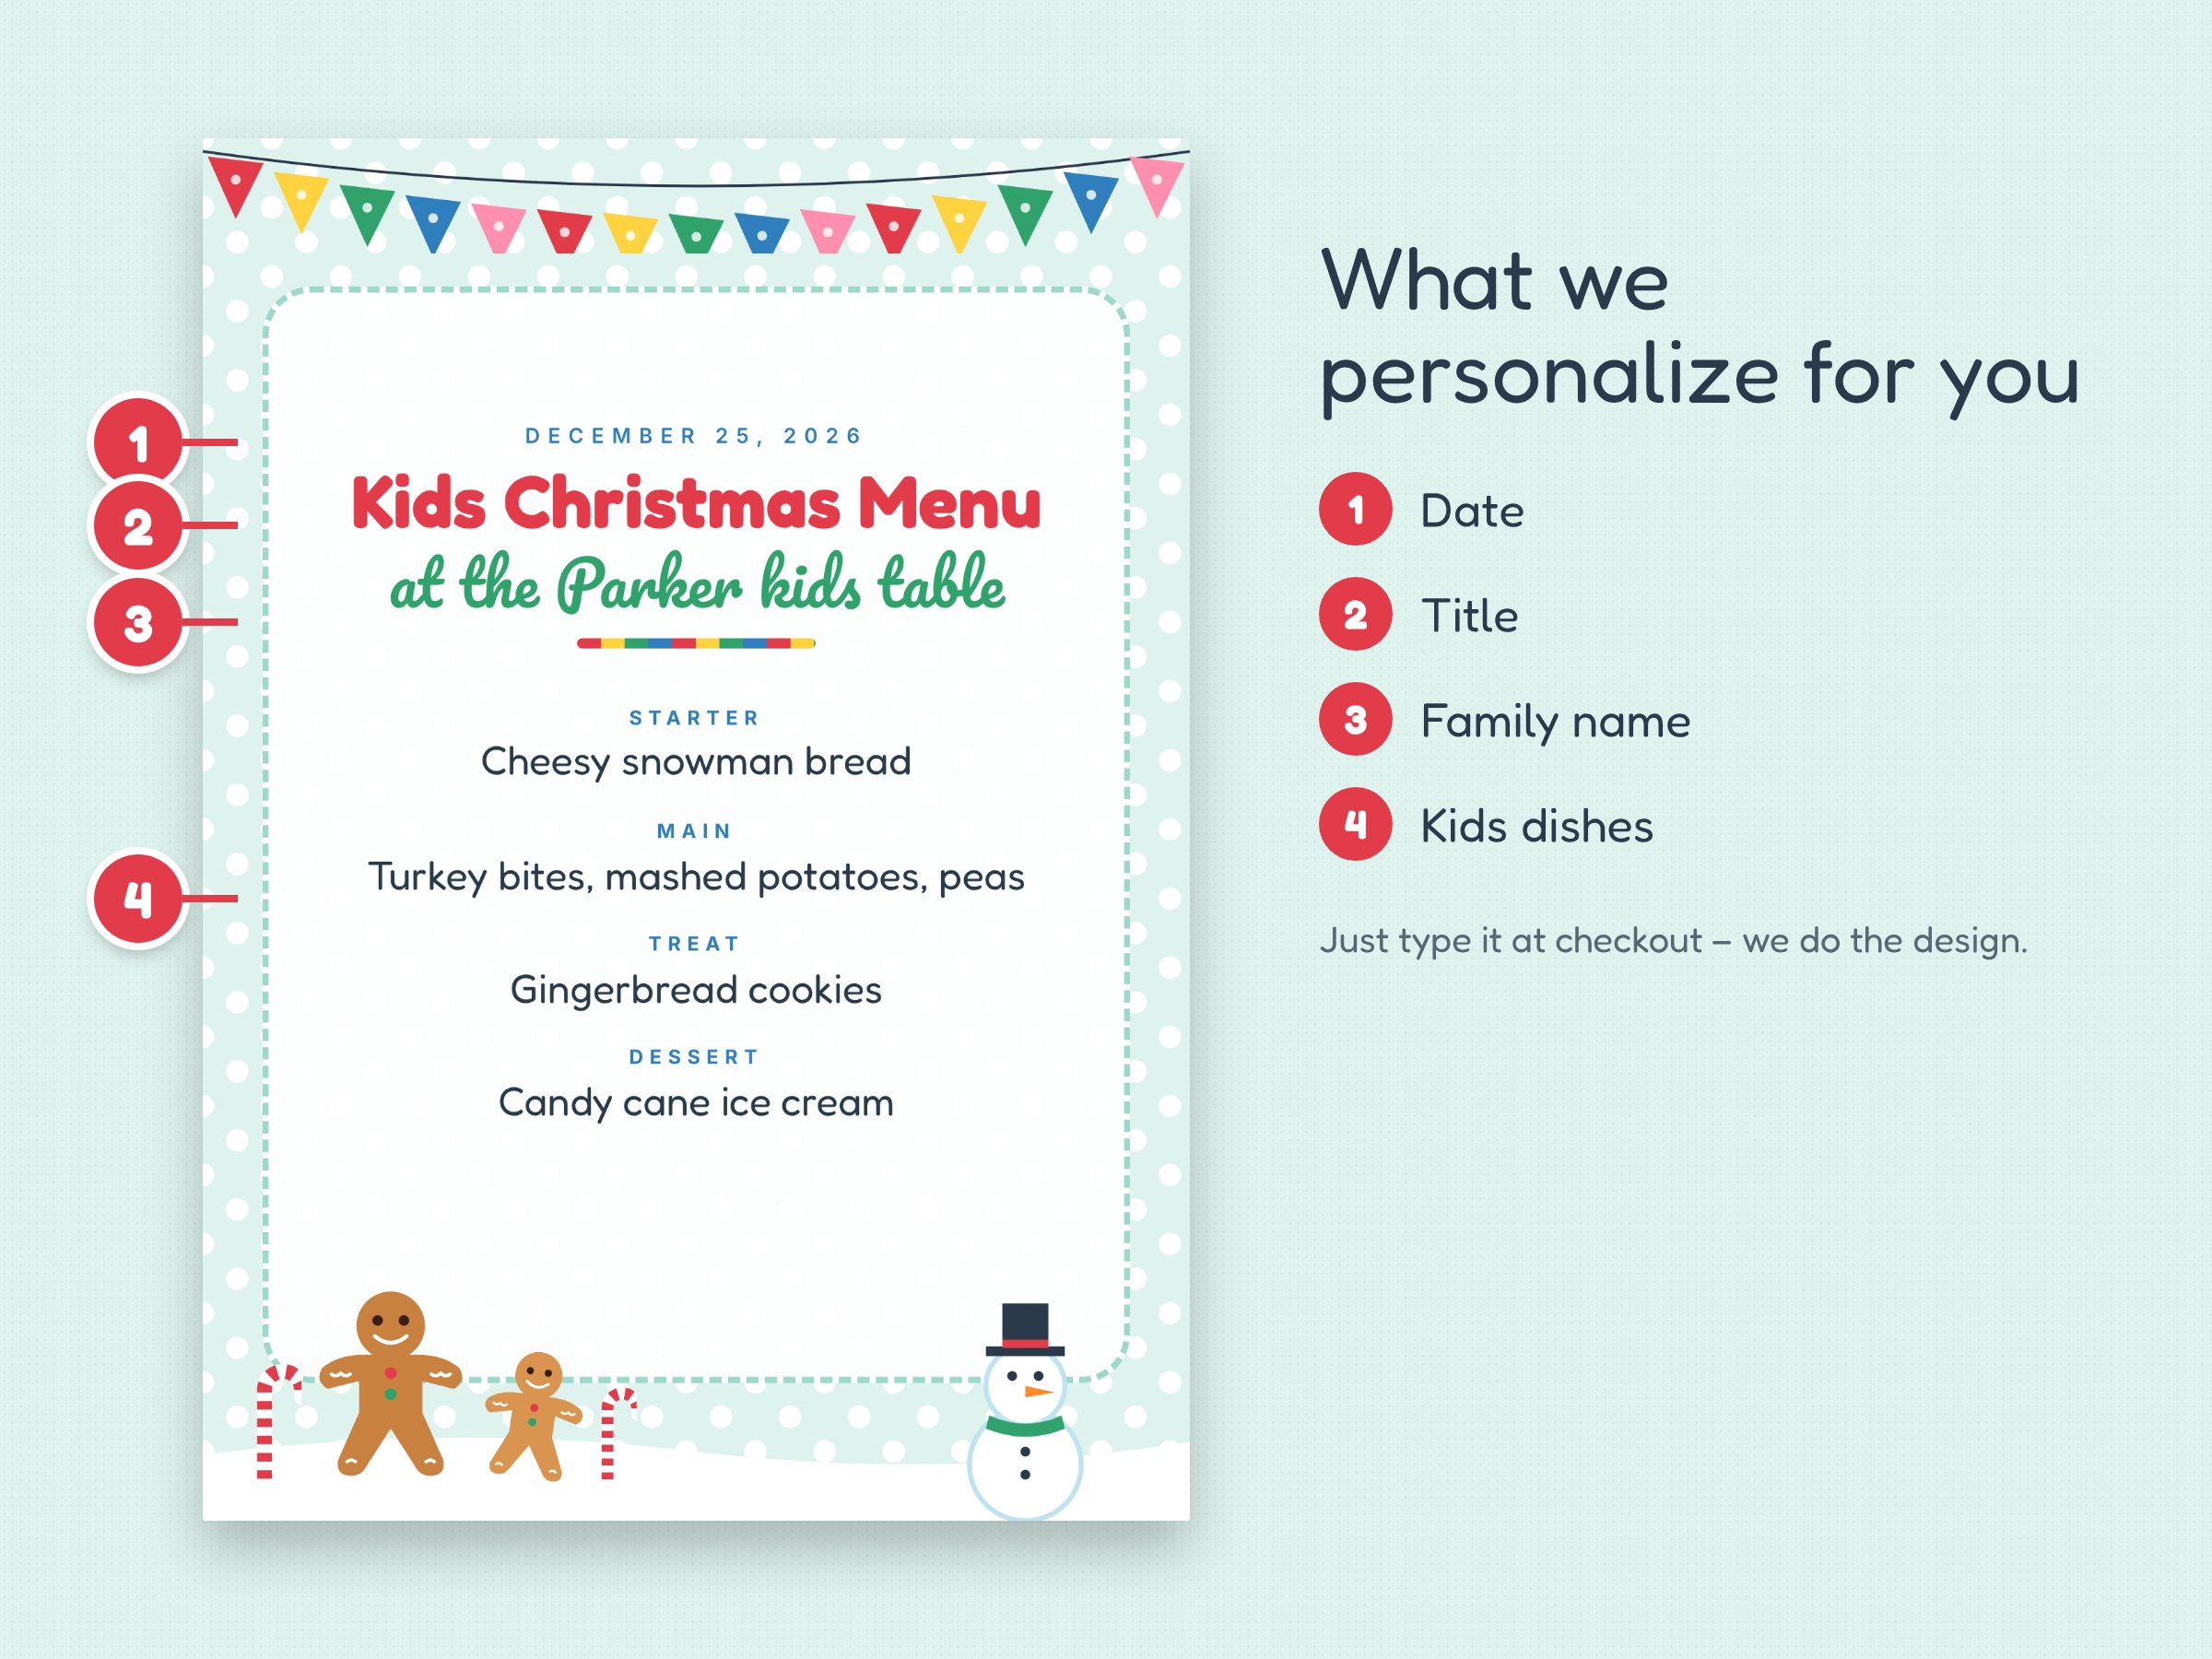 1
2
3
4
DECEMBER 25, 2026
Kids Christmas Menu
at the Parker kids table
STARTER
Cheesy snowman bread
MAIN
Turkey bites, mashed potatoes, peas
TREAT
Gingerbread cookies
DESSERT
Candy cane ice cream
What we
personalize for you
1 Date
2 Title
3 Family name
4 Kids dishes
Just type it at checkout – we do the design.